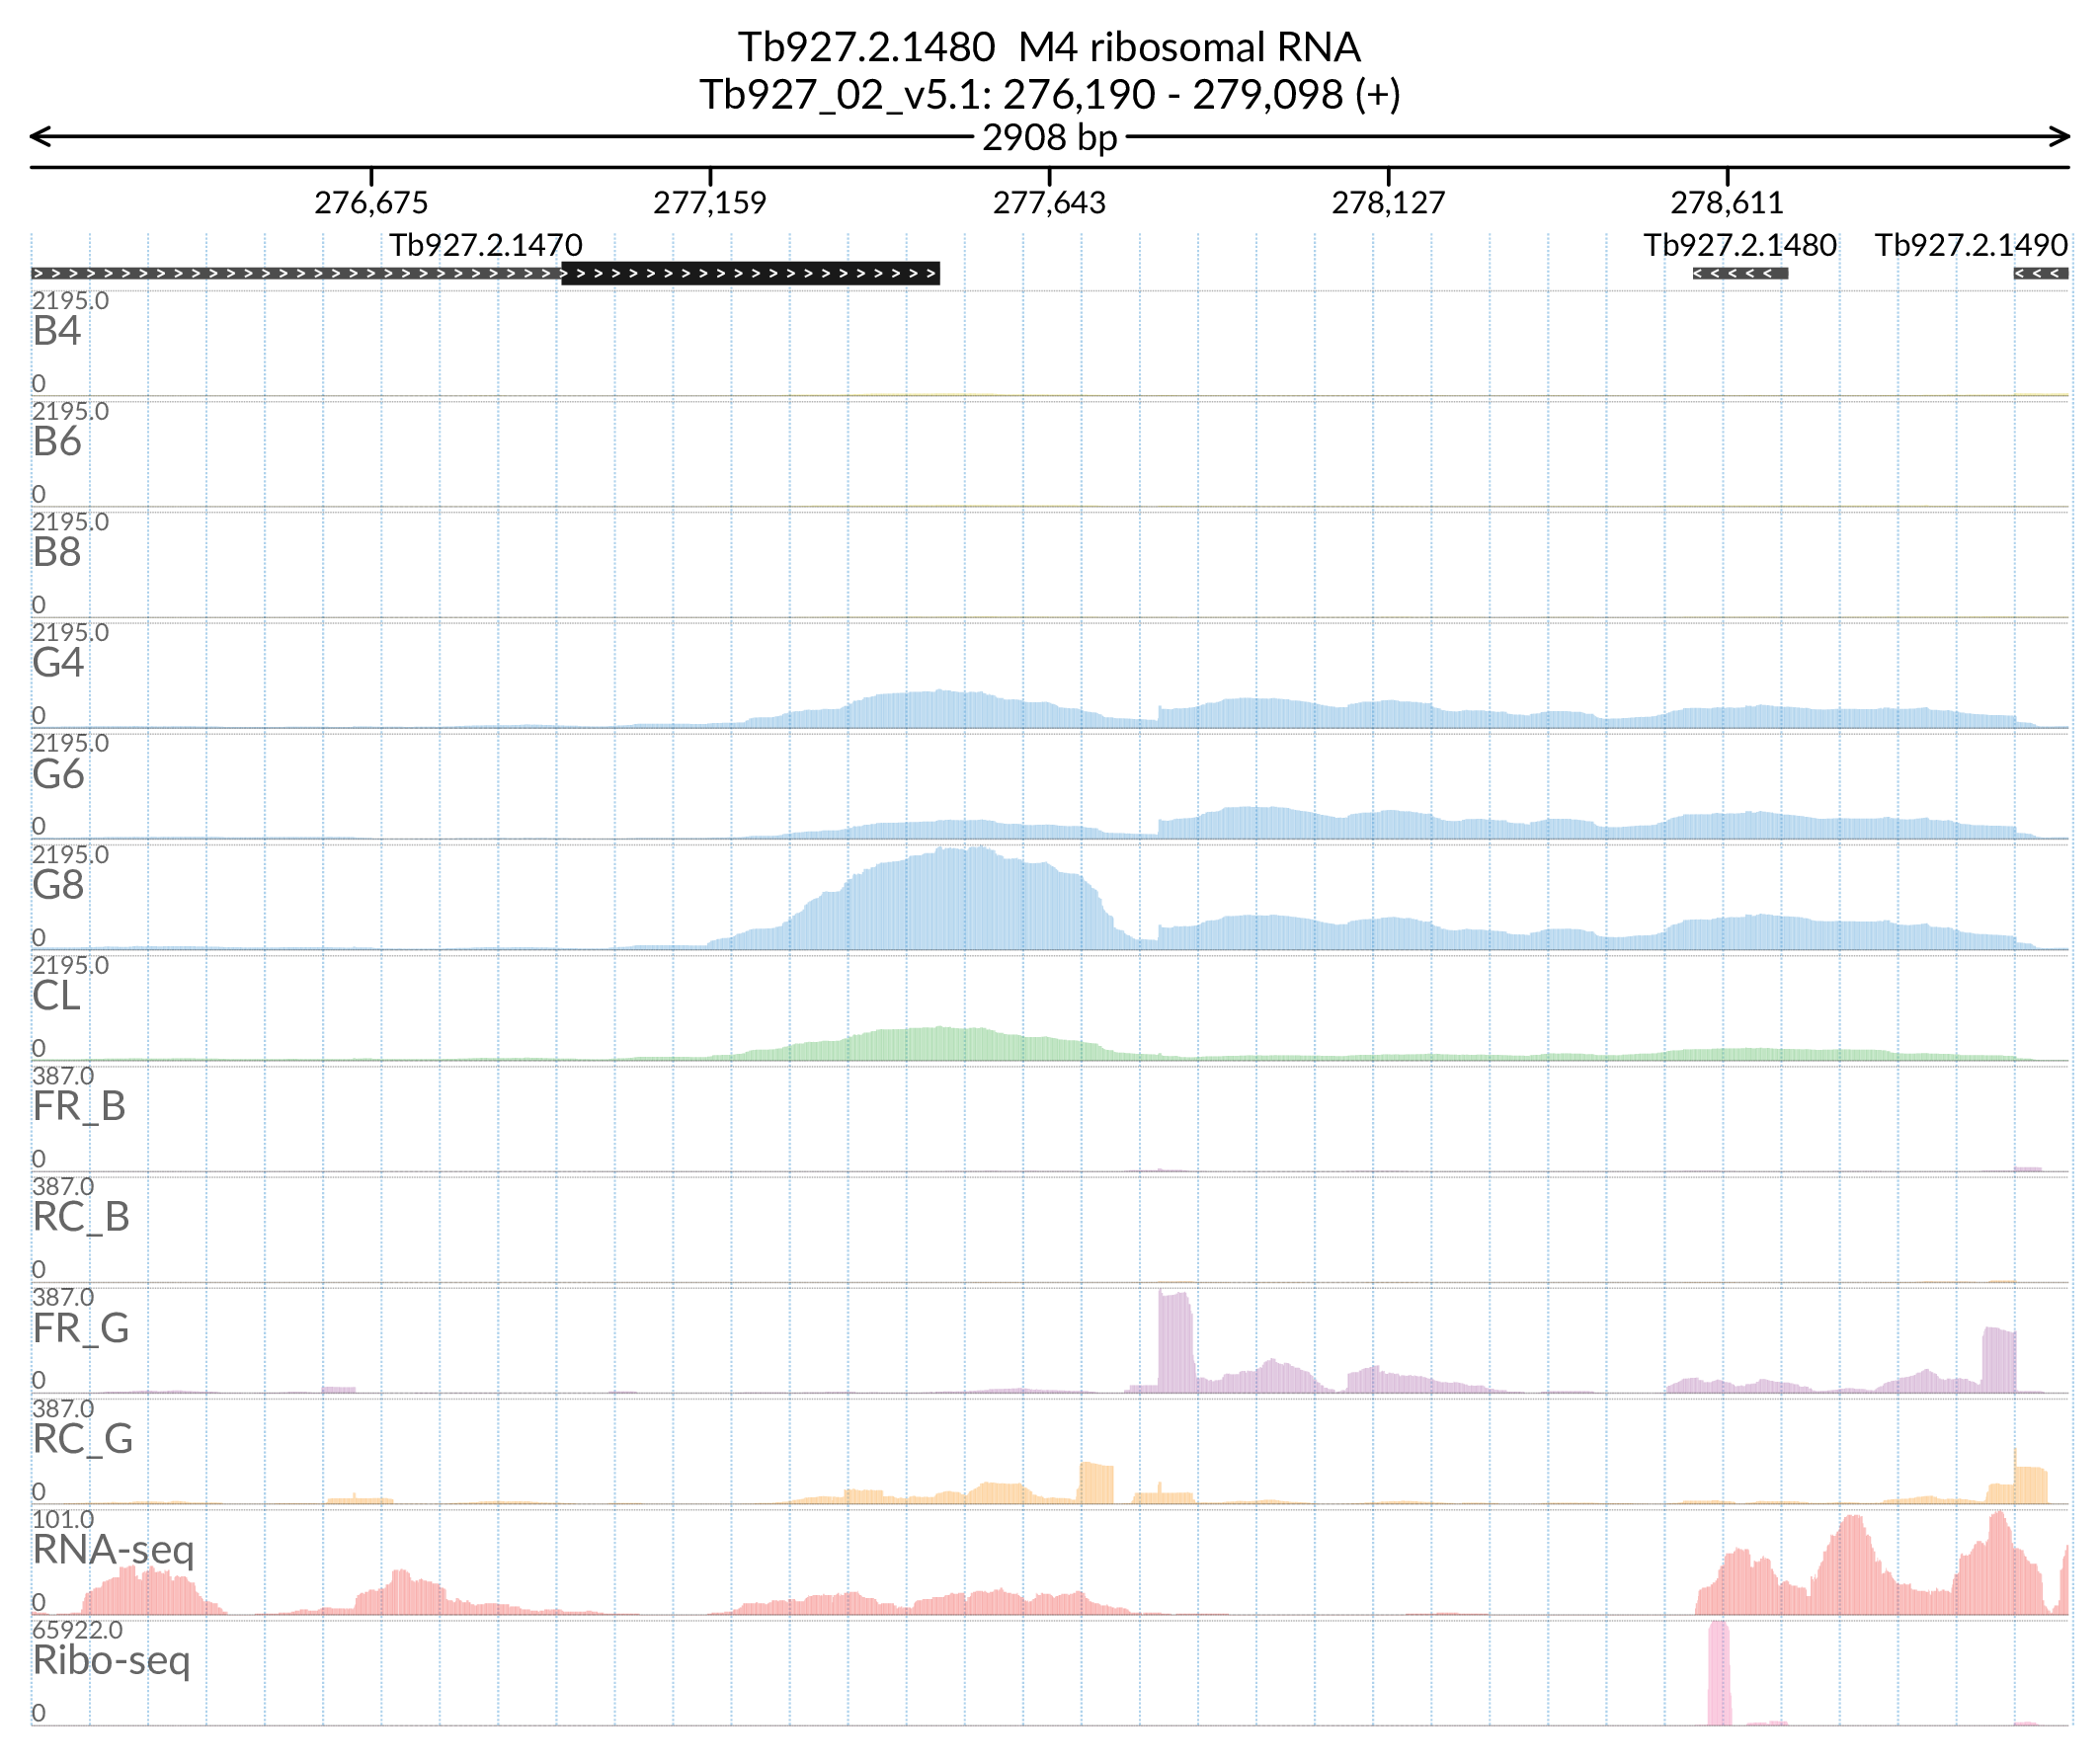 Tb927.2.1480 M4 ribosomal RNA
Tb927_02_v5.1: 276,190 - 279,098 (+)
2908 bp
276,675 277,159 277,643 278,127 278,611
Tb927.2.1470 Tb927.2.1480 Tb927.2.1490
2195.0
B4
0
2195.0
B6
0
2195.0
B8
0
2195.0
G4
0
2195.0
G6
0
2195.0
G8
0
2195.0
CL
0
387.0
FR_B
0
387.0
RC_B
0
387.0
FR_G
0
387.0
RC_G
0
101.0
RNA-seq
0
65922.0
Ribo-seq
0